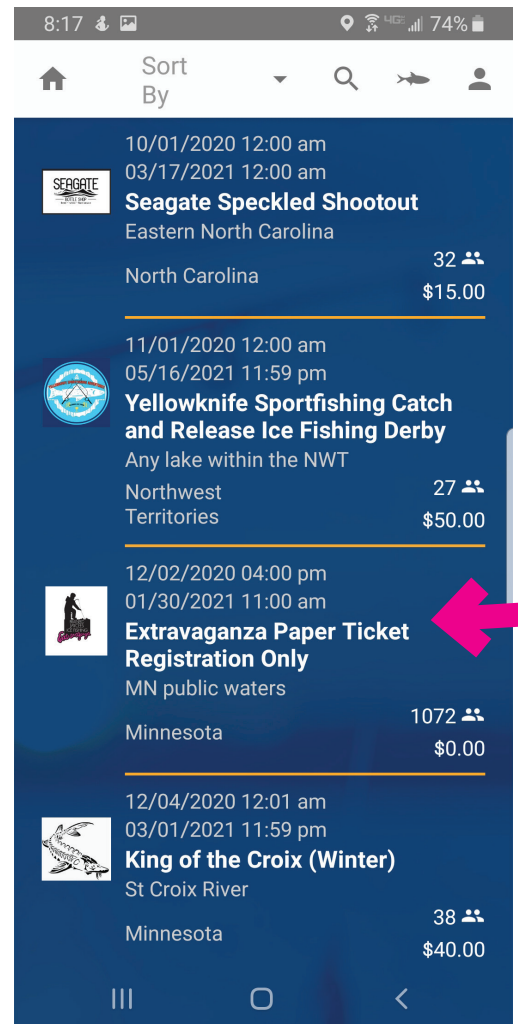 8:17
4GE
74%
Sort
By
10/01/2020 12:00 am
03/17/2021 12:00 am
SEAGATE
BOTTLE SHOP
Seagate Speckled Shootout
Eastern North Carolina
32
North Carolina
$15.00
11/01/2020 12:00 am
05/16/2021 11:59 pm
Yellowknife Sportfishing Catch
and Release Ice Fishing Derby
Any lake within the NWT
27
Northwest
Territories
$50.00
12/02/2020 04:00 pm
01/30/2021 11:00 am
Extravaganza Paper Ticket
Registration Only
MN public waters
1072
Minnesota
$0.00
12/04/2020 12:01 am
03/01/2021 11:59 pm
King of the Croix (Winter)
St Croix River
38
Minnesota
$40.00